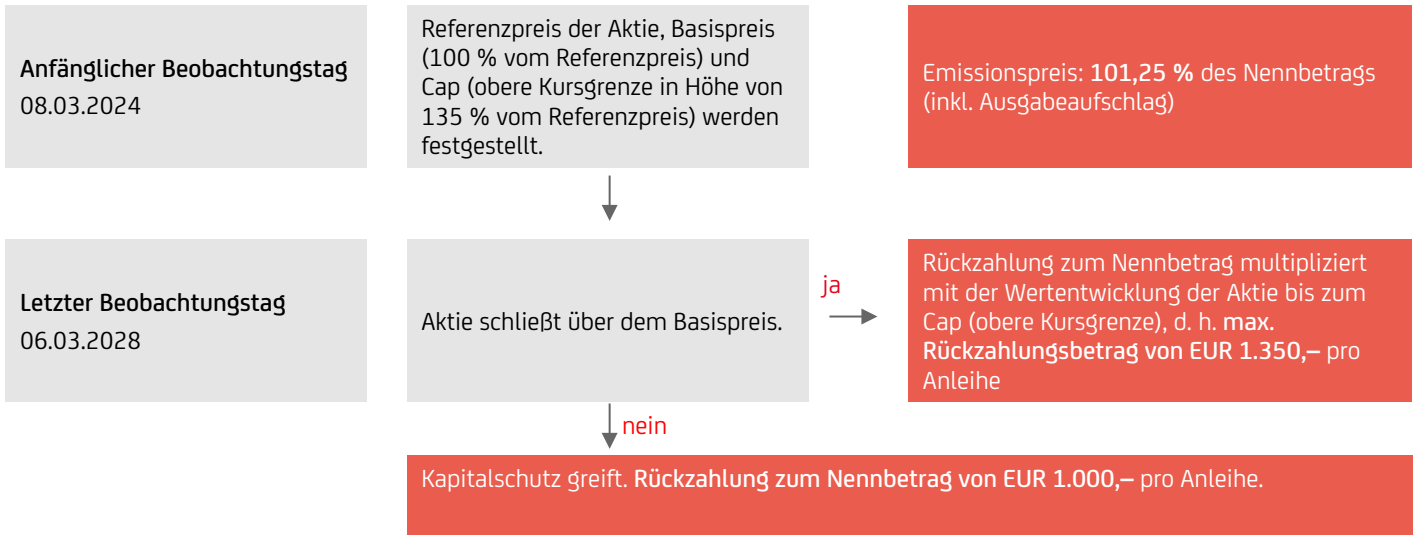 Anfänglicher Beobachtungstag
08.03.2024
Referenzpreis der Aktie, Basispreis
(100 % vom Referenzpreis) und
Cap (obere Kursgrenze in Höhe von
135 % vom Referenzpreis) werden
festgestellt.
Emissionspreis: 101,25 % des Nennbetrags
(inkl. Ausgabeaufschlag)
Letzter Beobachtungstag
06.03.2028
Aktie schließt über dem Basispreis.
ja
Rückzahlung zum Nennbetrag multipliziert
mit der Wertentwicklung der Aktie bis zum
Cap (obere Kursgrenze), d. h. max.
Rückzahlungsbetrag von EUR 1.350,– pro
Anleihe
nein
Kapitalschutz greift. Rückzahlung zum Nennbetrag von EUR 1.000,– pro Anleihe.